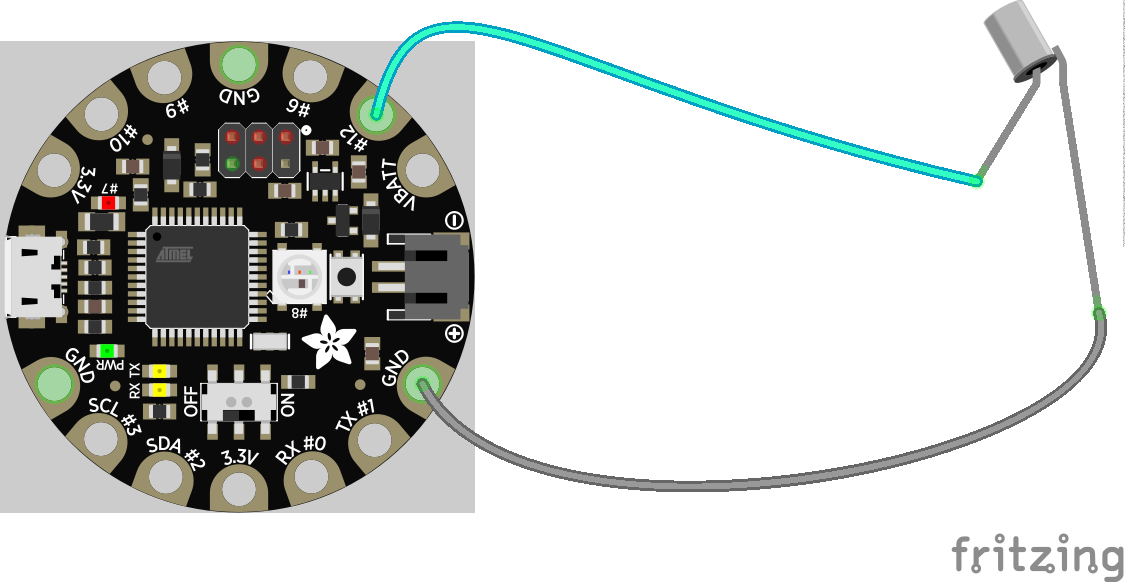 GND
#9
#6
#10
#12
3.3V
VBATT
#7
ATMEL
#8
GND
PWR
TX
RX
OFF
ON
GND
SCL #3
SDA #2
3.3V
RX #0
TX #1
fritzing